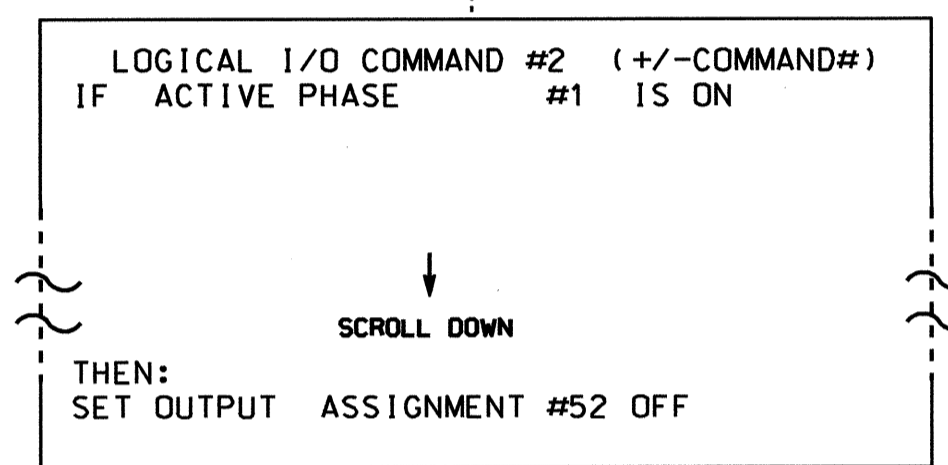 LOGICAL I/O COMMAND #2 (+/-COMMAND#)
IF ACTIVE PHASE #1 IS ON
SCROLL DOWN
THEN:
SET OUTPUT ASSIGNMENT #52 OFF